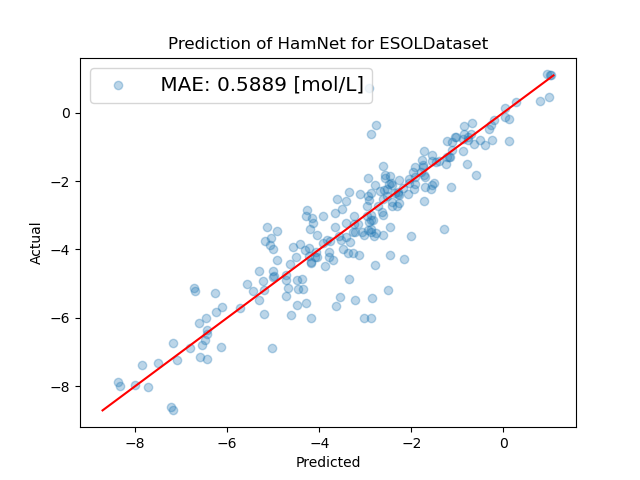 Prediction of HamNet for ESOLDataset
MAE: 0.5889 [mol/L]
0
−2
−4
−6
−8
Actual
−8 −6 −4 −2 0
Predicted